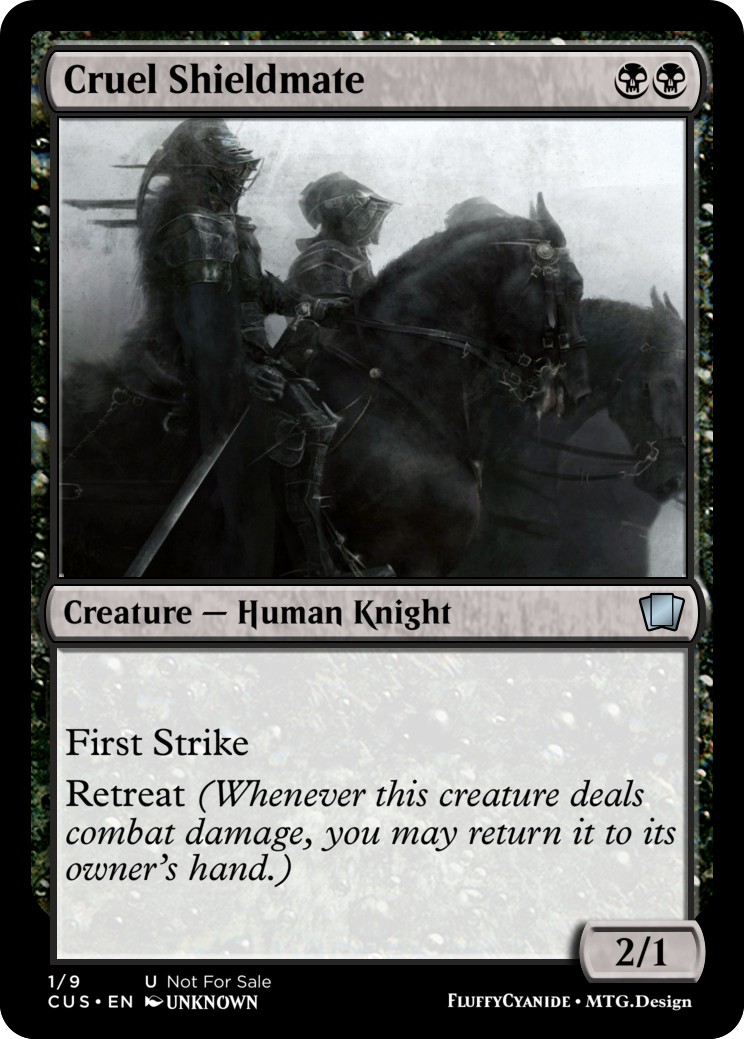 Cruel Shieldmate
Creature — Human Knight
First Strike
Retreat (Whenever this creature deals
combat damage, you may return it to its
owner's hand.)
2/1
1/9 U Not For Sale
CUS • EN UNKNOWN
FluffyCyanide • MTG.Design